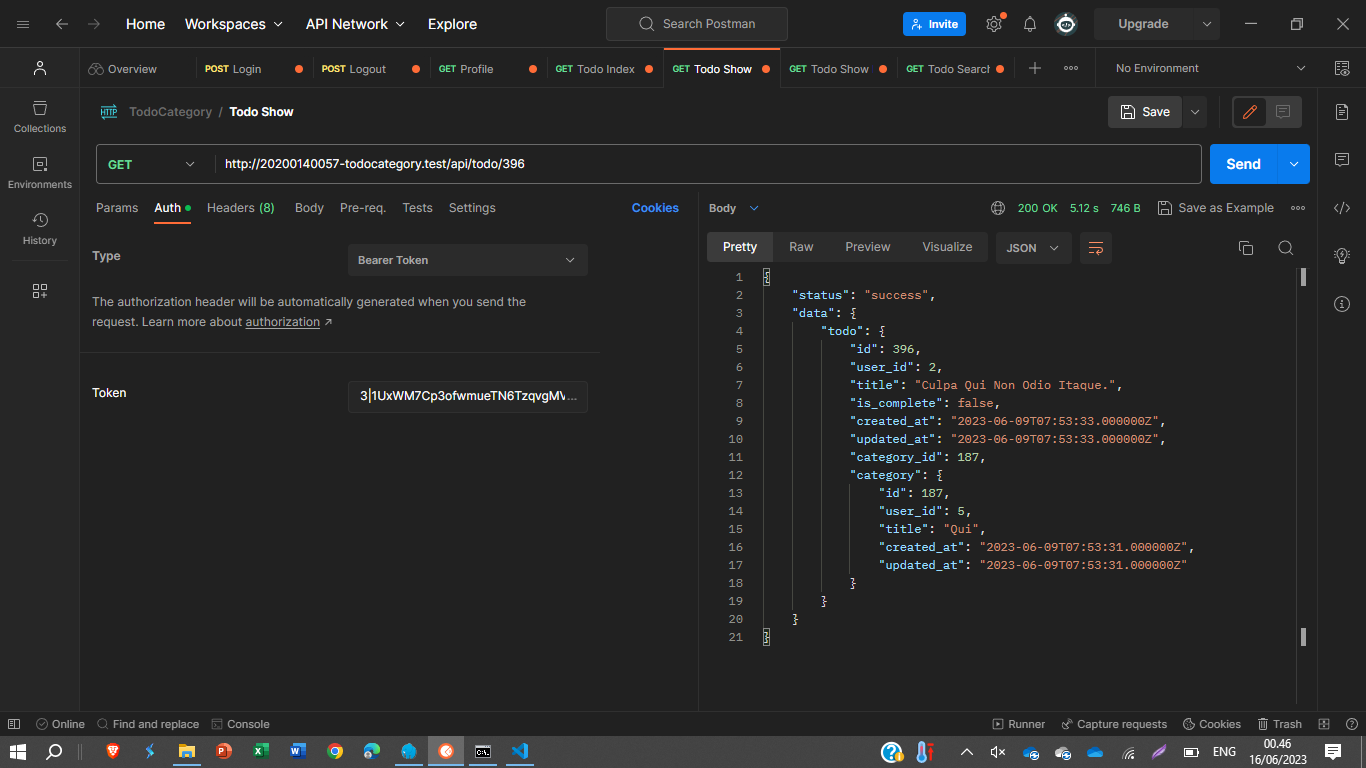 Home Workspaces API Network Explore Search Postman Invite Upgrade
Overview POST Login POST Logout GET Profile GET Todo Index GET Todo Show GET Todo Show GET Todo Search No Environment
HTTP TodoCategory / Todo Show Save
Collections
Environments
History
GET http://20200140057-todocategory.test/api/todo/396 Send
Params Auth Headers (8) Body Pre-req. Tests Settings Cookies
Type Bearer Token
The authorization header will be automatically generated when you send the
request. Learn more about authorization ↗
Token 3|1UxWM7Cp3ofwmueTN6TzqvgMV...
Body 200 OK 5.12 s 746 B Save as Example
Pretty Raw Preview Visualize JSON
1 {
2 "status": "success",
3 "data": {
4 "todo": {
5 "id": 396,
6 "user_id": 2,
7 "title": "Culpa Qui Non Odio Itaque.",
8 "is_complete": false,
9 "created_at": "2023-06-09T07:53:33.000000Z",
10 "updated_at": "2023-06-09T07:53:33.000000Z",
11 "category_id": 187,
12 "category": {
13 "id": 187,
14 "user_id": 5,
15 "title": "Qui",
16 "created_at": "2023-06-09T07:53:31.000000Z",
17 "updated_at": "2023-06-09T07:53:31.000000Z"
18 }
19 }
20 }
21 }
Online Find and replace Console Runner Capture requests Cookies Trash
ENG 00.46
16/06/2023